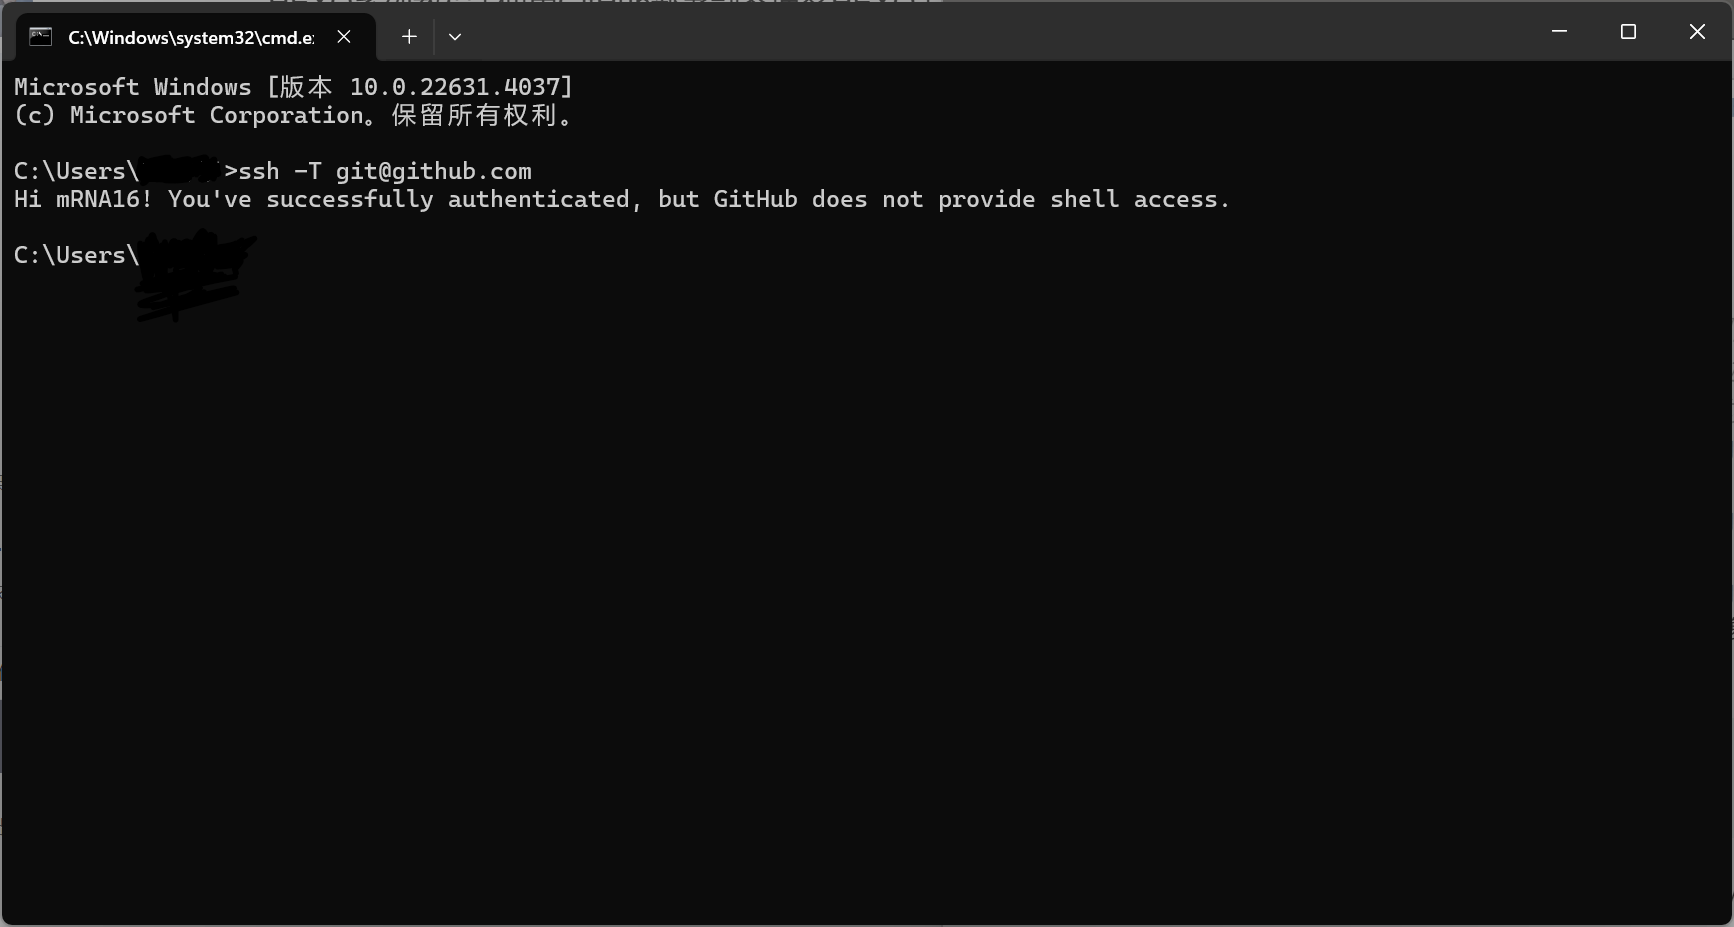 C:\Windows\system32\cmd.e
Microsoft Windows [版本 10.0.22631.4037]
(c) Microsoft Corporation。保留所有权利。
C:\Users\ >ssh -T git@github.com
Hi mRNA16! You've successfully authenticated, but GitHub does not provide shell access.
C:\Users\